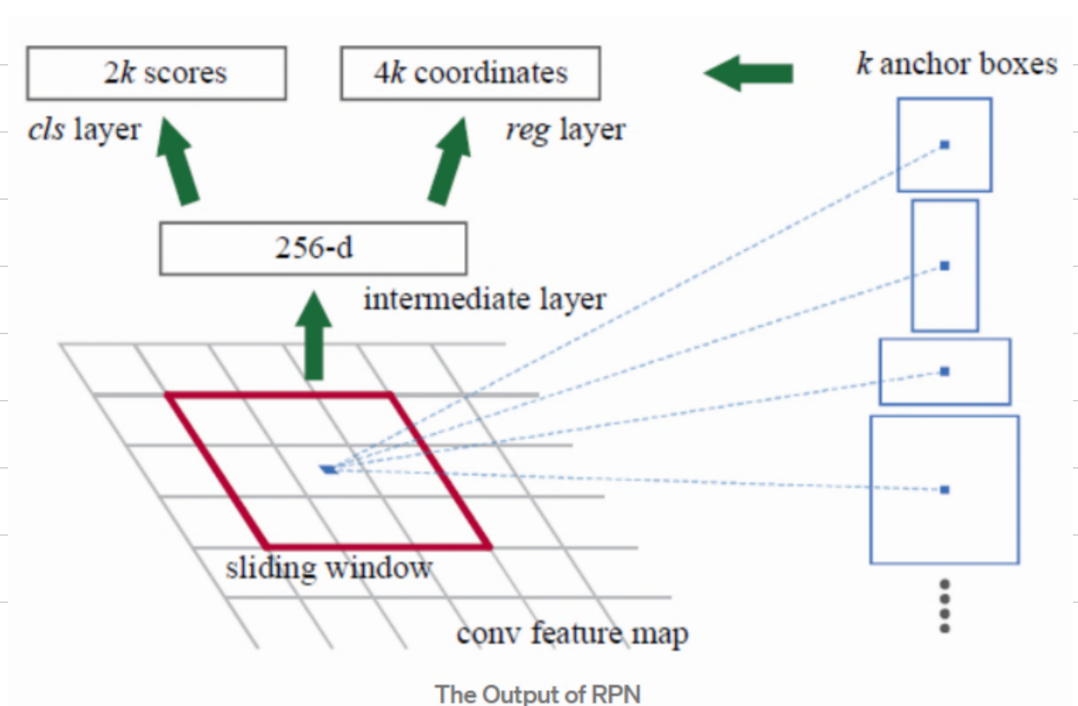 2k scores
4k coordinates
k anchor boxes
cls layer
reg layer
256-d
intermediate layer
sliding window
conv feature map
The Output of RPN